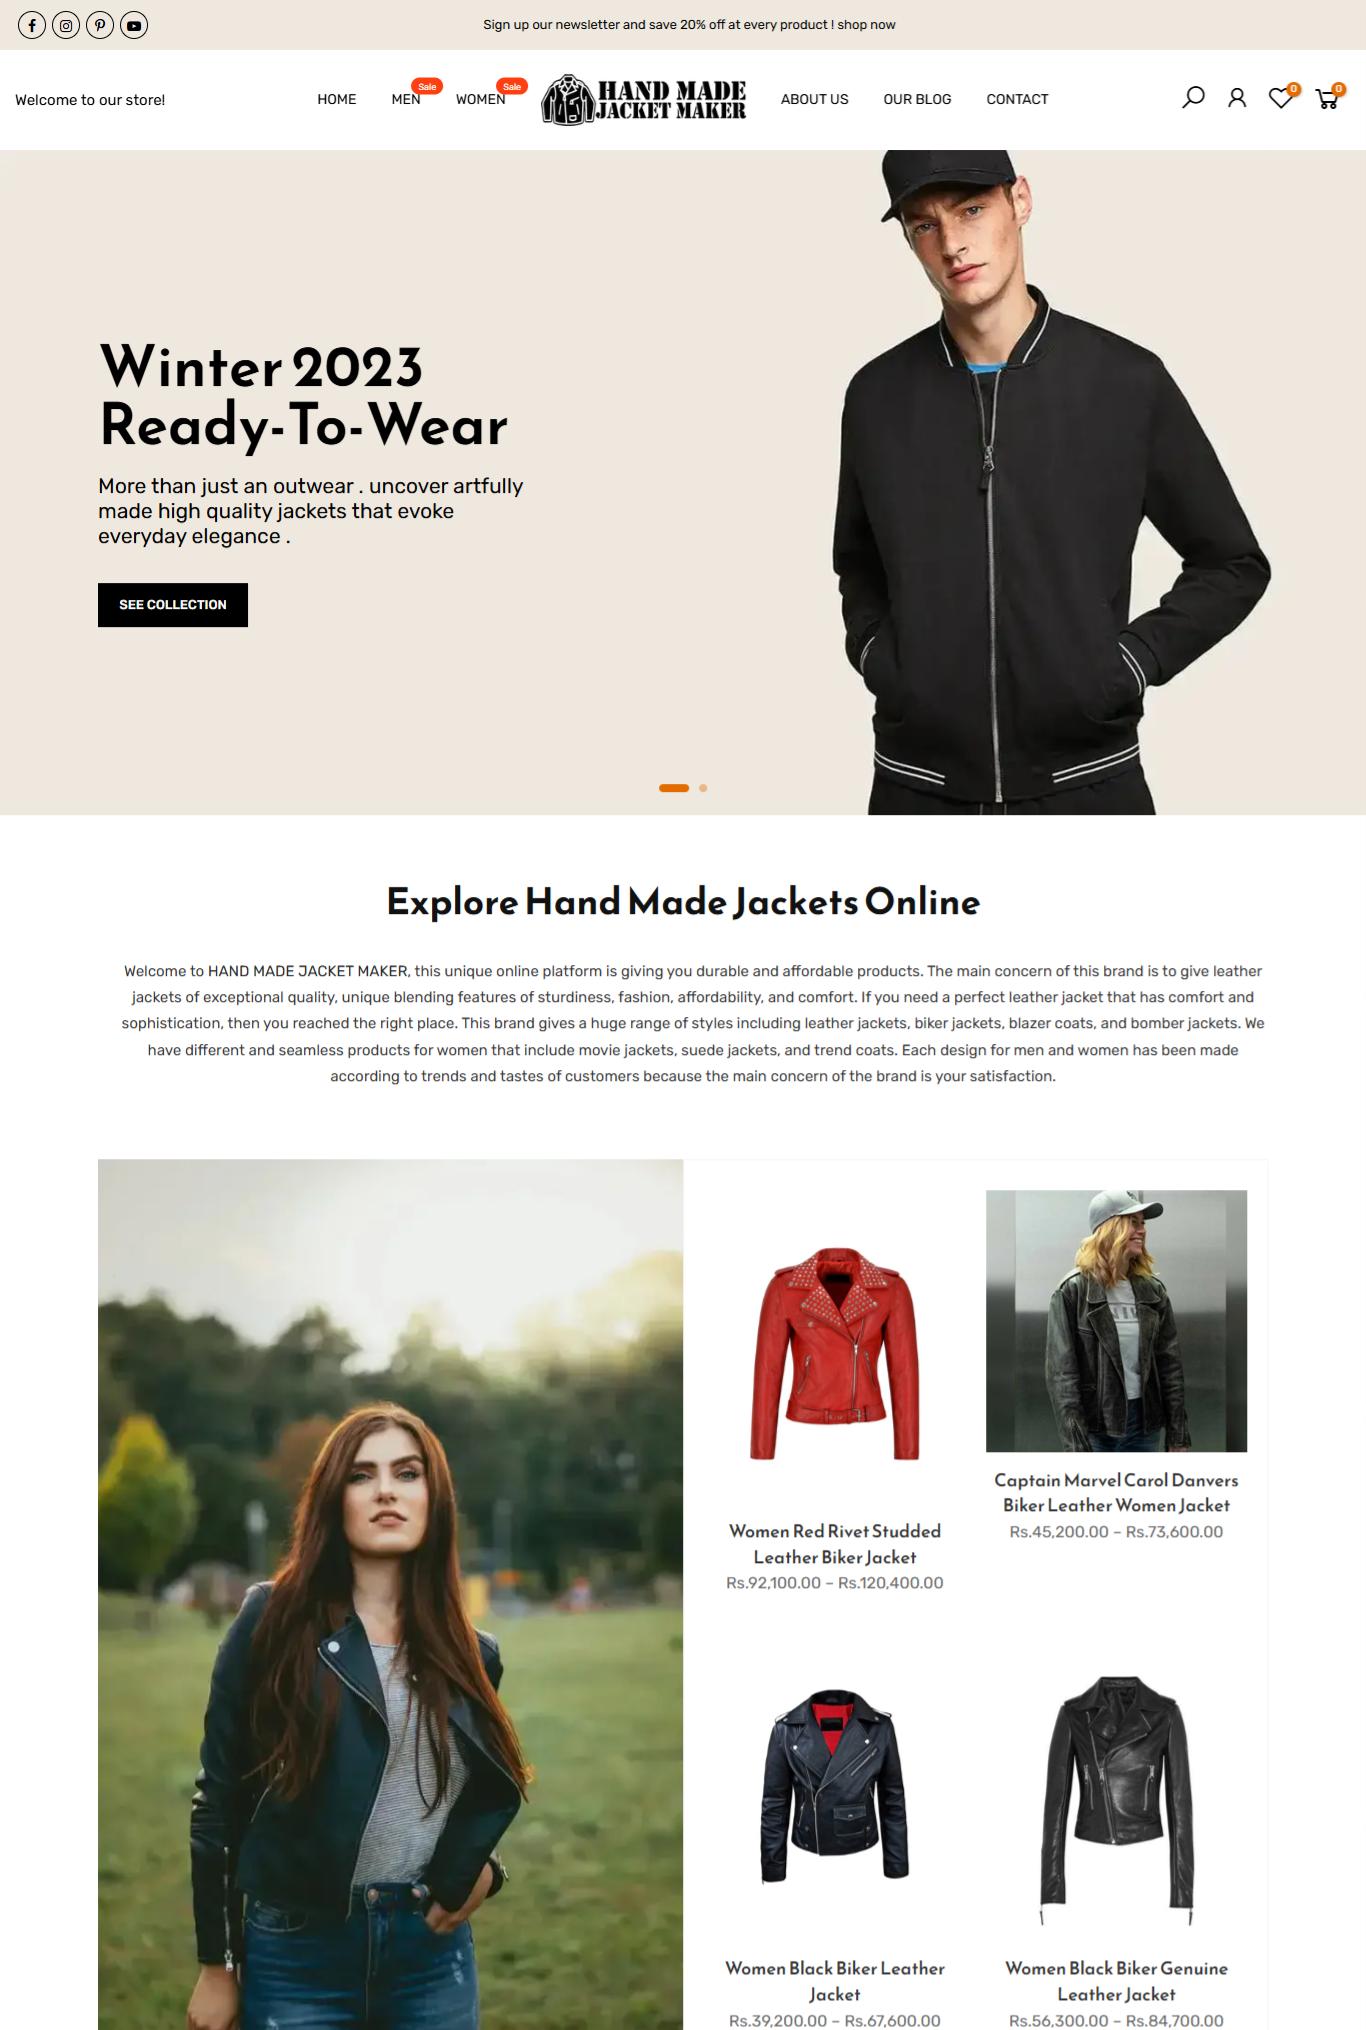 Sign up our newsletter and save 20% off at every product ! shop now
Welcome to our store!
HOME
MEN
Sale
WOMEN
Sale
HAND MADE
JACKET MAKER
ABOUT US
OUR BLOG
CONTACT
0
0
Winter 2023
Ready-To-Wear
More than just an outwear . uncover artfully
made high quality jackets that evoke
everyday elegance .
SEE COLLECTION
Explore Hand Made Jackets Online
Welcome to HAND MADE JACKET MAKER, this unique online platform is giving you durable and affordable products. The main concern of this brand is to give leather
jackets of exceptional quality, unique blending features of sturdiness, fashion, affordability, and comfort. If you need a perfect leather jacket that has comfort and
sophistication, then you reached the right place. This brand gives a huge range of styles including leather jackets, biker jackets, blazer coats, and bomber jackets. We
have different and seamless products for women that include movie jackets, suede jackets, and trend coats. Each design for men and women has been made
according to trends and tastes of customers because the main concern of the brand is your satisfaction.
Women Red Rivet Studded
Leather Biker Jacket
Rs.92,100.00 – Rs.120,400.00
Captain Marvel Carol Danvers
Biker Leather Women Jacket
Rs.45,200.00 – Rs.73,600.00
Women Black Biker Leather
Jacket
Rs.39,200.00 – Rs.67,600.00
Women Black Biker Genuine
Leather Jacket
Rs.56,300.00 – Rs.84,700.00